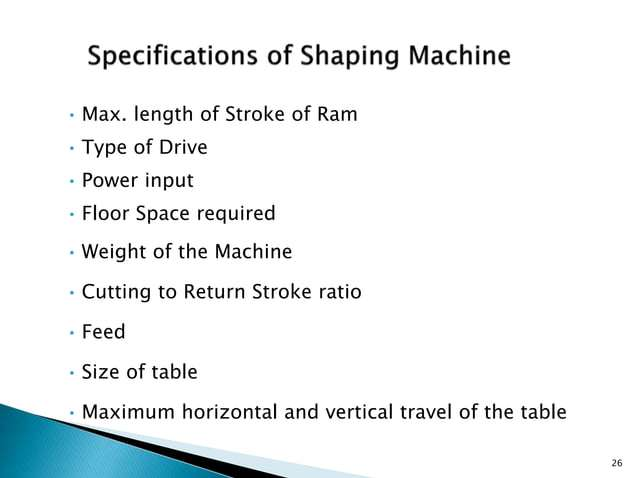 Specifications of Shaping Machine
• Max. length of Stroke of Ram
• Type of Drive
• Power input
• Floor Space required
• Weight of the Machine
• Cutting to Return Stroke ratio
• Feed
• Size of table
• Maximum horizontal and vertical travel of the table
26